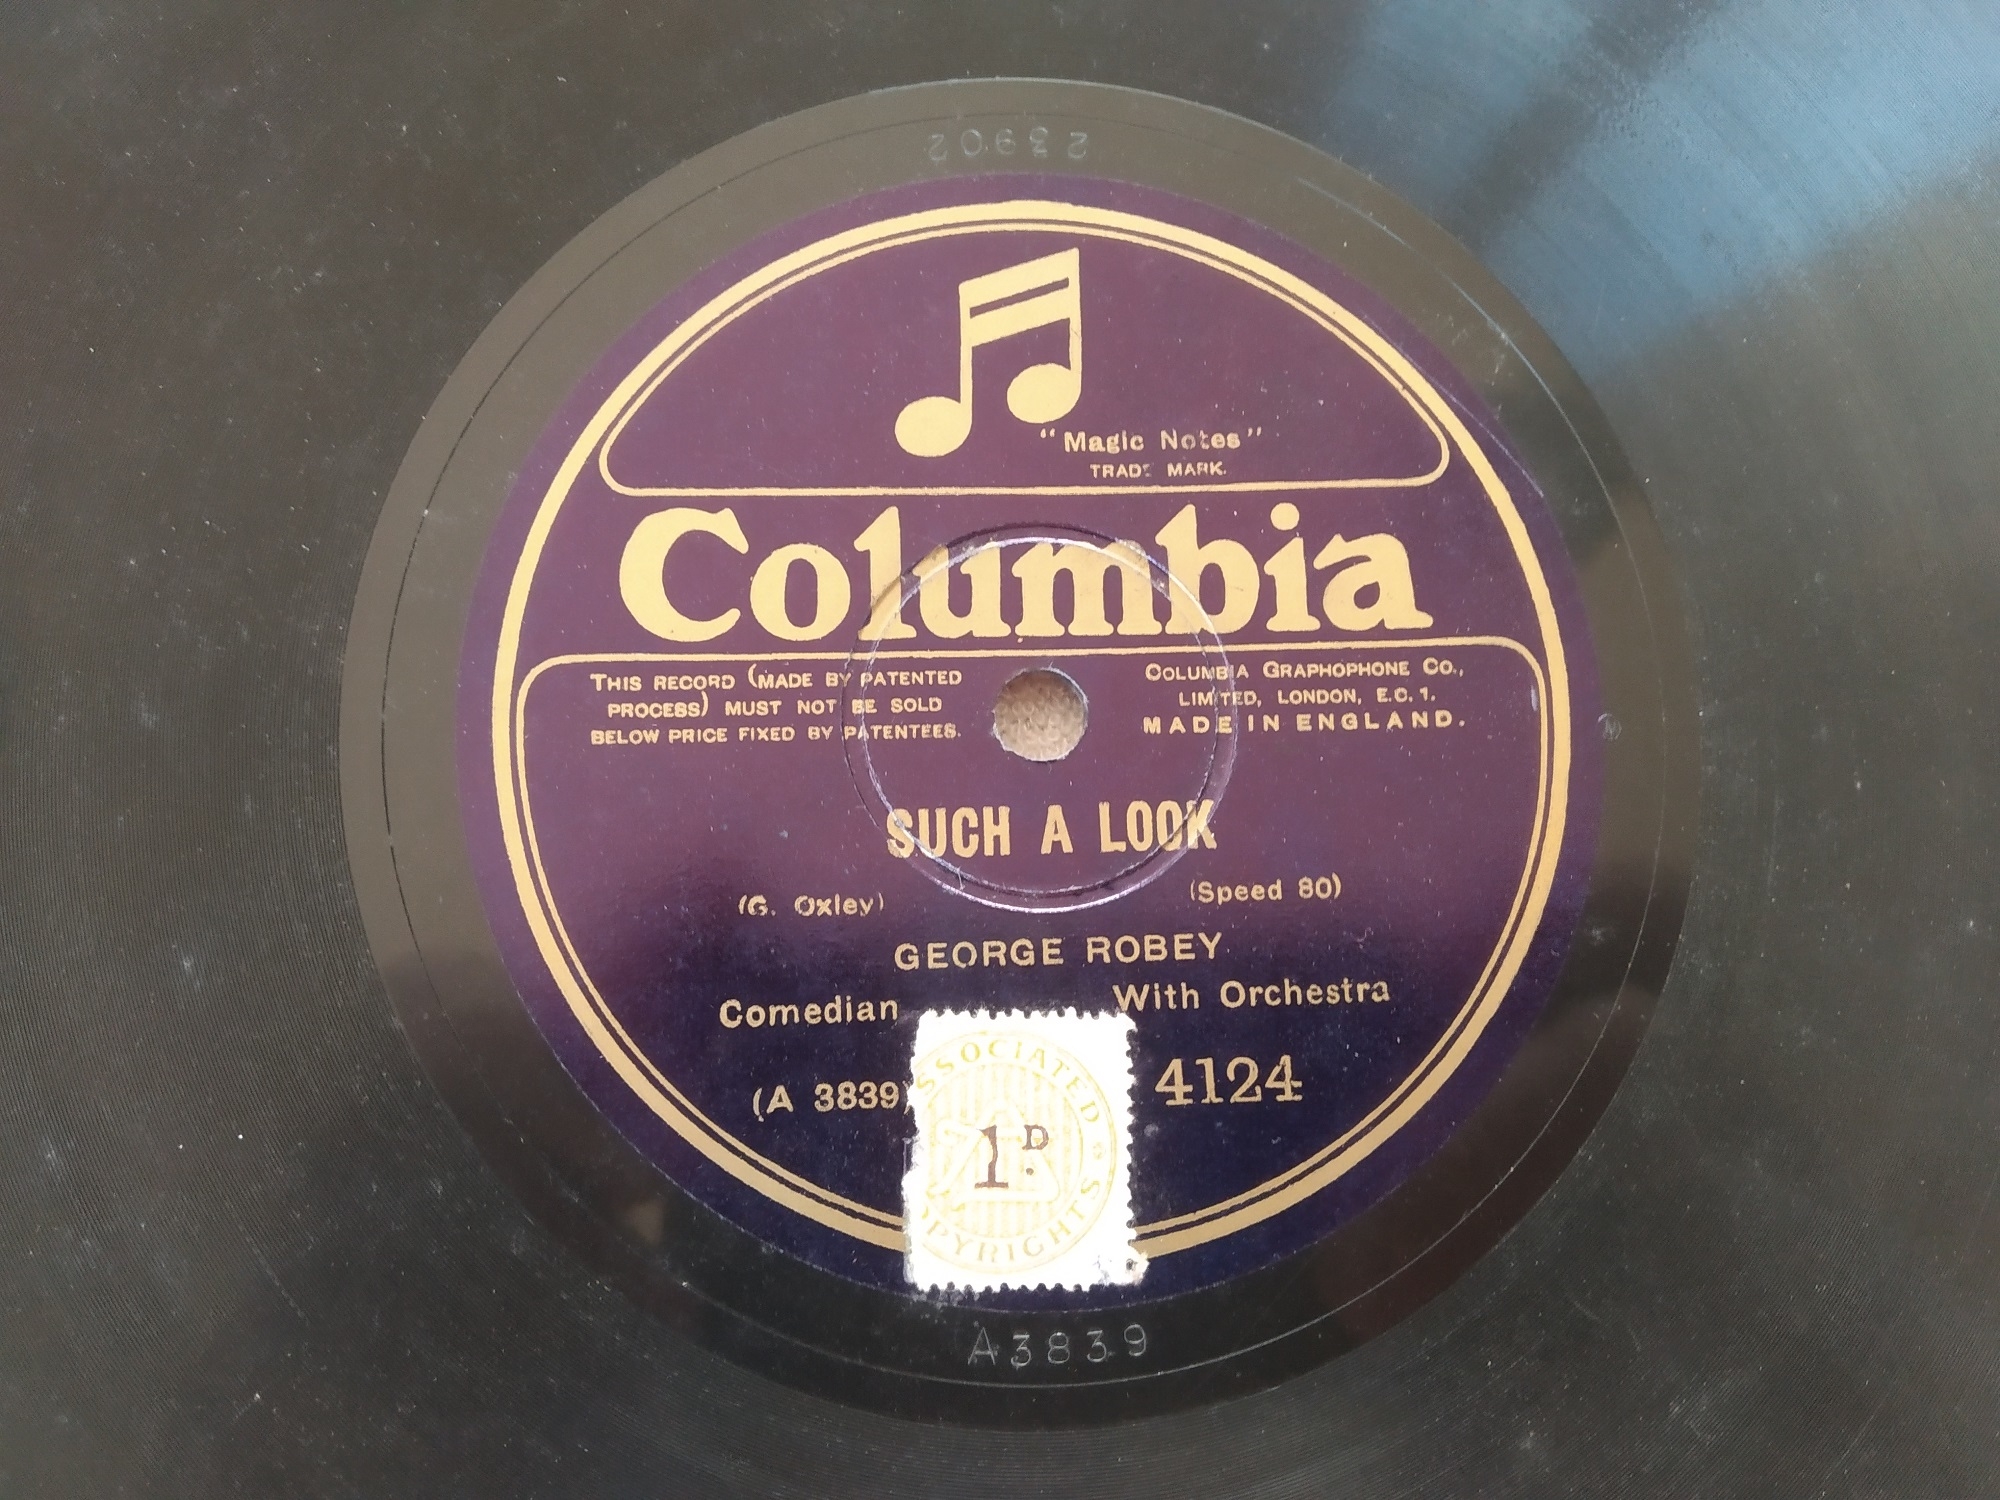 23902
"Magic Notes"
TRADE MARK.
Columbia
THIS RECORD (MADE BY PATENTED
PROCESS) MUST NOT BE SOLD
BELOW PRICE FIXED BY PATENTEES.
COLUMBIA GRAPHOPHONE CO.,
LIMITED, LONDON, E.C.1.
MADE IN ENGLAND.
SUCH A LOOK
(G. Oxley) (Speed 80)
GEORGE ROBEY
Comedian With Orchestra
(A 3839) 4124
ASSOCIATED
1D.
COPYRIGHTS
A3839